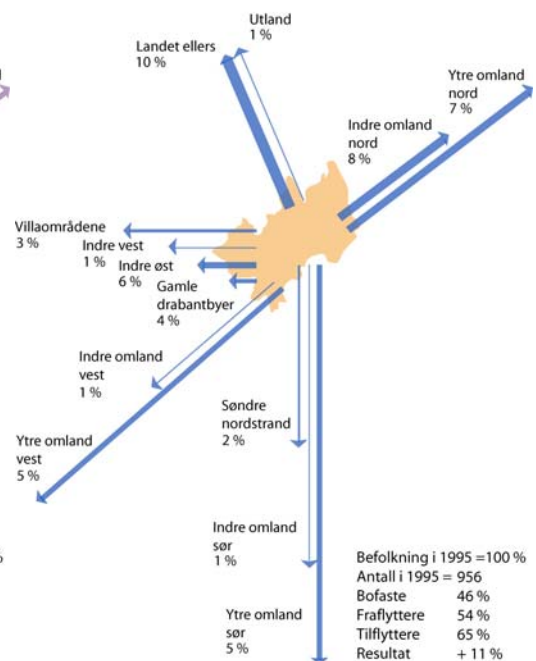 Utland
1 %
Landet ellers
10 %
Ytre omland
nord
7 %
Indre omland
nord
8 %
Villaområdene
3 %
Indre vest
1 %
Indre øst
6 %
Gamle
drabantbyer
4 %
Indre omland
vest
1 %
Ytre omland
vest
5 %
Søndre
nordstrand
2 %
Indre omland
sør
1 %
Ytre omland
sør
5 %
Befolkning i 1995 =100 %
Antall i 1995 = 956
Bofaste 46 %
Fraflyttere 54 %
Tilflyttere 65 %
Resultat + 11 %